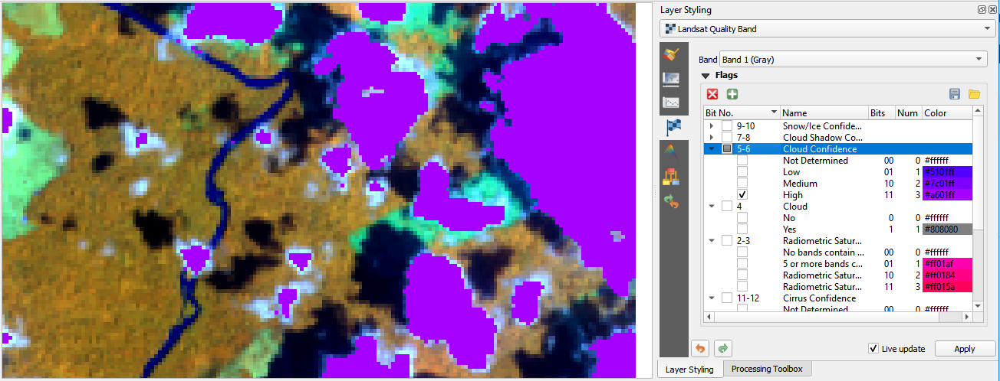 Layer Styling
Landsat Quality Band
Band Band 1 (Gray)
Flags
Bit No. Name Bits Num Color
9-10 Snow/Ice Confide...
7-8 Cloud Shadow Co...
5-6 Cloud Confidence
Not Determined 00 0 #ffffff
Low 01 1 #5101ff
Medium 10 2 #7c01ff
High 11 3 #a601ff
4 Cloud
No 0 0 #ffffff
Yes 1 1 #808080
2-3 Radiometric Satur...
No bands contain ... 00 0 #ffffff
5 or more bands c... 01 1 #ff01af
Radiometric Satur... 10 2 #ff0184
Radiometric Satur... 11 3 #ff015a
11-12 Cirrus Confidence
Not Determined 00 0 #ffffff
Live update Apply
Layer Styling Processing Toolbox